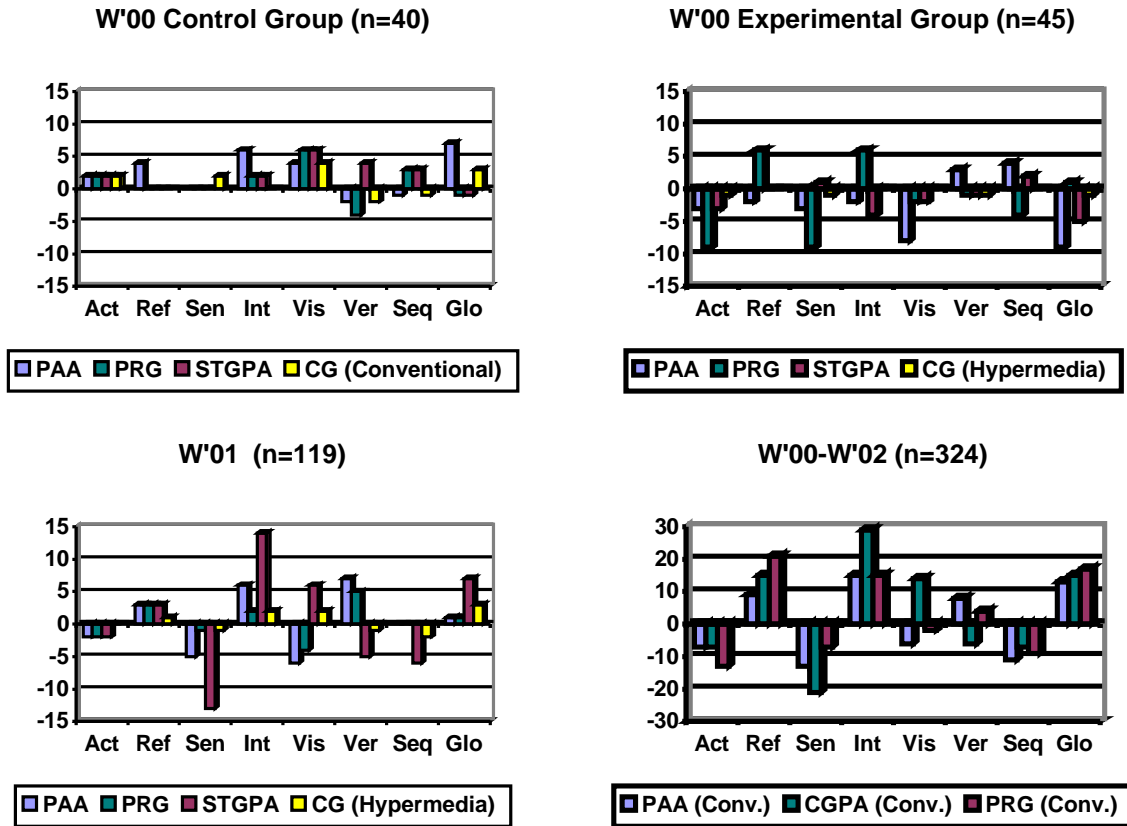 W'00 Control Group (n=40)
15
10
5
0
-5
-10
-15
Act Ref Sen Int Vis Ver Seq Glo
PAA PRG STGPA CG (Conventional)
W'00 Experimental Group (n=45)
15
10
5
0
-5
-10
-15
Act Ref Sen Int Vis Ver Seq Glo
PAA PRG STGPA CG (Hypermedia)
W'01 (n=119)
15
10
5
0
-5
-10
-15
Act Ref Sen Int Vis Ver Seq Glo
PAA PRG STGPA CG (Hypermedia)
W'00-W'02 (n=324)
30
20
10
0
-10
-20
-30
Act Ref Sen Int Vis Ver Seq Glo
PAA (Conv.) CGPA (Conv.) PRG (Conv.)